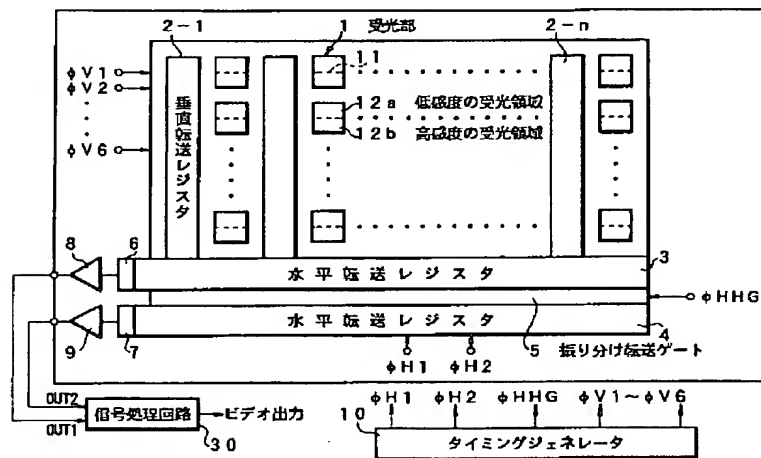 2-1
1 受光部
2-n
11
φV1
φV2
φV6
12a 低感度の受光領域
12b 高感度の受光領域
垂直転送レジスタ
8
6
水平転送レジスタ
3
φHHG
9
7
水平転送レジスタ
4
5 振り分け転送ゲート
φH1 φH2
OUT2
OUT1
信号処理回路
ビデオ出力
30
φH1 φH2 φHHG φV1~φV6
10
タイミングジェネレータ